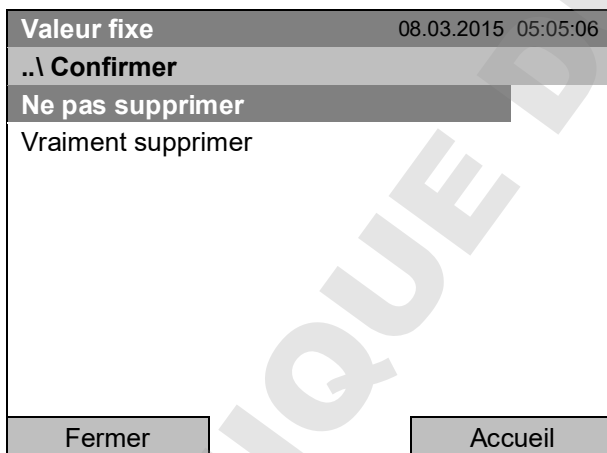 Valeur fixe 08.03.2015 05:05:06
..\ Confirmer
Ne pas supprimer
Vraiment supprimer
Fermer Accueil